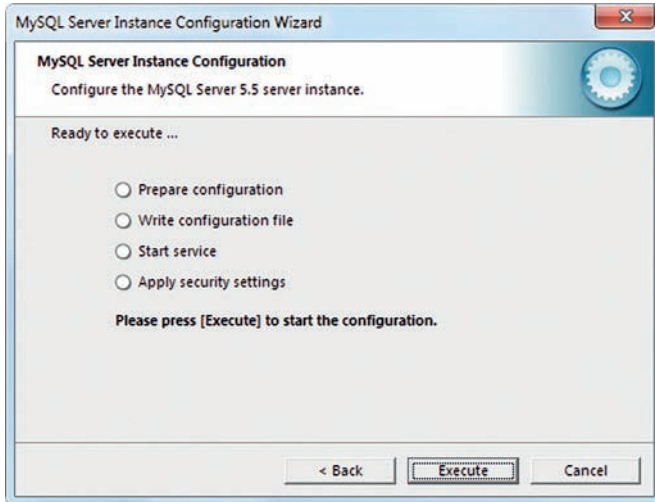 MySQL Server Instance Configuration Wizard
MySQL Server Instance Configuration
Configure the MySQL Server 5.5 server instance.
Ready to execute ...
Prepare configuration
Write configuration file
Start service
Apply security settings
Please press [Execute] to start the configuration.
< Back
Execute
Cancel